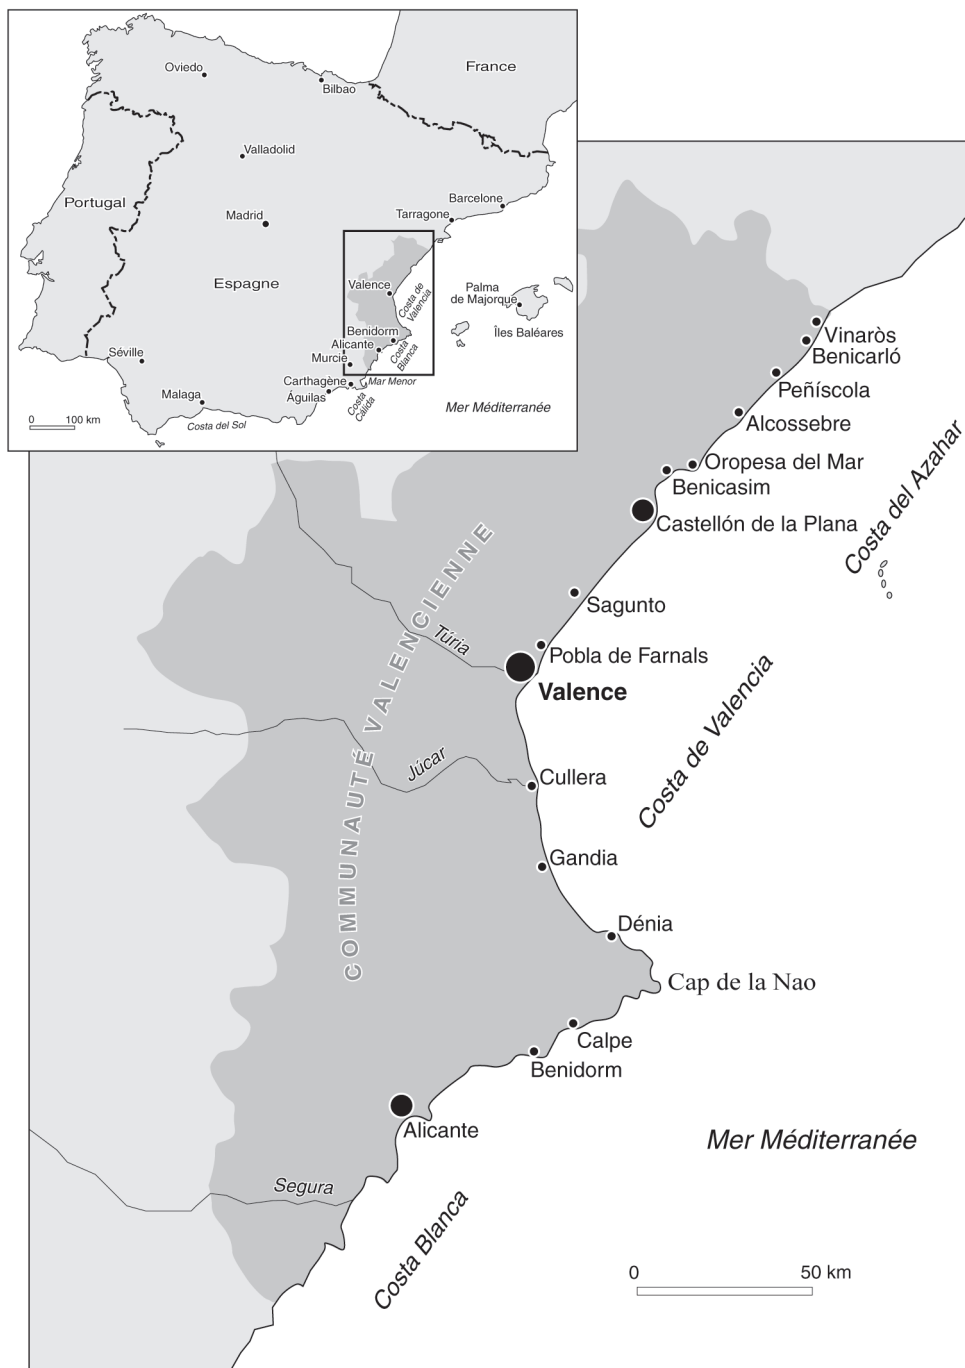 Oviedo
Bilbao
France
Valladolid
Portugal
Madrid
Barcelone
Tarragone
Espagne
Valence
Costa de
Valencia
Palma
de Majorque
Îles Baléares
Benidorm
Alicante
Murcie
Costa
Blanca
Séville
Carthagène
Mar Menor
Águilas
Costa
Cálida
Malaga
Costa del Sol
Mer Méditerranée
0 100 km
Vinaròs
Benicarló
Peñíscola
Alcossebre
Oropesa del Mar
Benicasim
Castellón de la Plana
Costa del Azahar
COMMUNAUTÉ VALENCIENNE
Sagunto
Túria
Pobla de Farnals
Valence
Costa de Valencia
Júcar
Cullera
Gandia
Dénia
Cap de la Nao
Calpe
Benidorm
Alicante
Mer Méditerranée
Segura
Costa Blanca
0 50 km